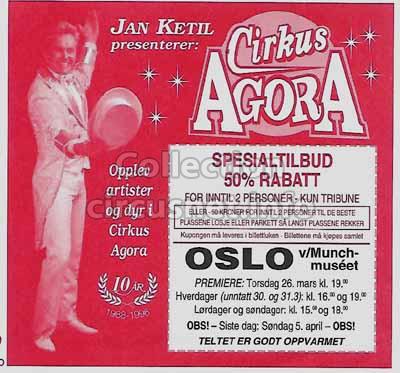 JAN KETIL
presenterer:
Cirkus
AGORA
Opplev
artister
og dyr i
Cirkus
Agora
10 ÅR
1988-1998
SPESIALTILBUD
50% RABATT
FOR INNTIL 2 PERSONER - KUN TRIBUNE
ELLER - 50 KRONER FOR INNTIL 2 PERSONER TIL DE BESTE
PLASSENE LOSJE ELLER PARKETT SÅ LANGT PLASSENE REKKER
Kupongen må leveres i billettluken - Billettene må kjøpes samlet
OSLO v/Munch-
muséet
PREMIERE: Torsdag 26. mars kl. 19.00
Hverdager (unntatt 30. og 31.3): kl. 16.00 og 19.00
Lørdager og søndager: kl. 15.00 og 18.00
OBS! – Siste dag: Søndag 5. april – OBS!
TELTET ER GODT OPPVARMET
Collection